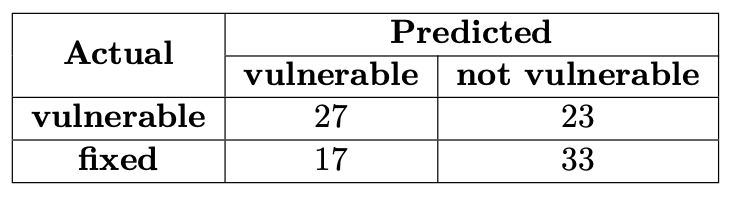 Actual Predicted
vulnerable not vulnerable
vulnerable 27 23
fixed 17 33